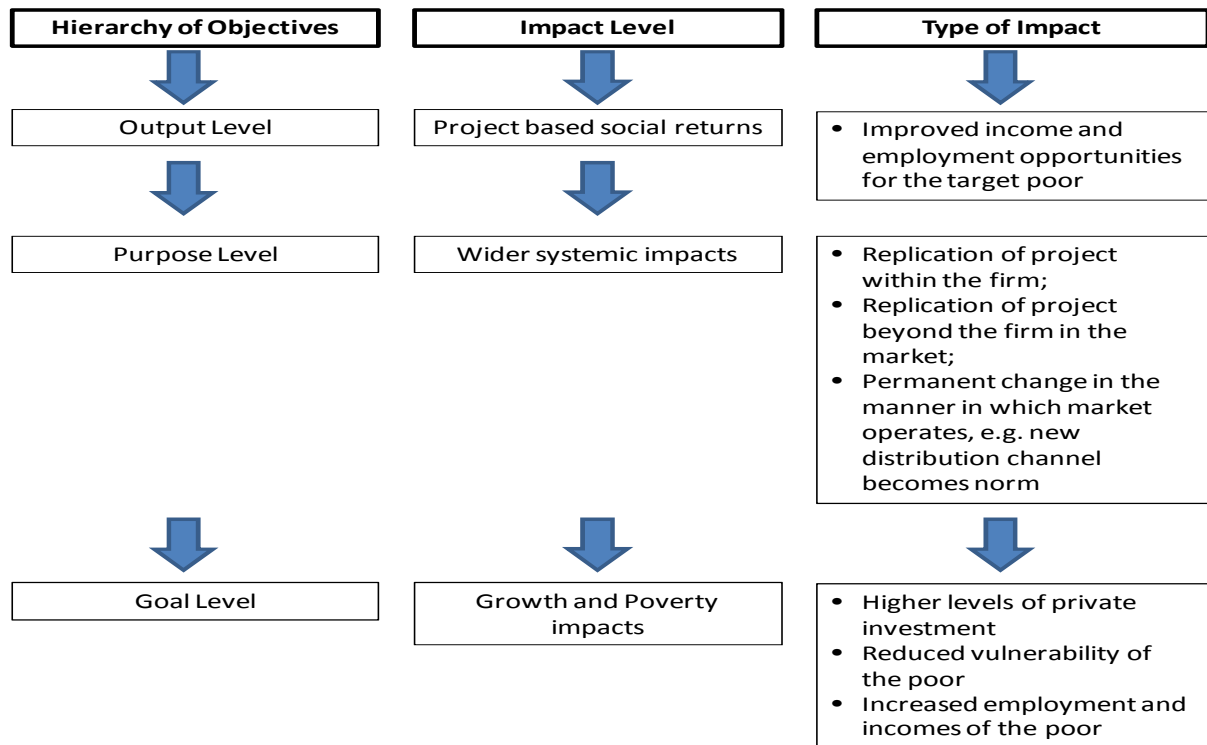 Hierarchy of Objectives
Impact Level
Type of Impact
Output Level
Project based social returns
• Improved income and
employment opportunities
for the target poor
Purpose Level
Wider systemic impacts
• Replication of project
within the firm;
• Replication of project
beyond the firm in the
market;
• Permanent change in the
manner in which market
operates, e.g. new
distribution channel
becomes norm
Goal Level
Growth and Poverty
impacts
• Higher levels of private
investment
• Reduced vulnerability of
the poor
• Increased employment and
incomes of the poor